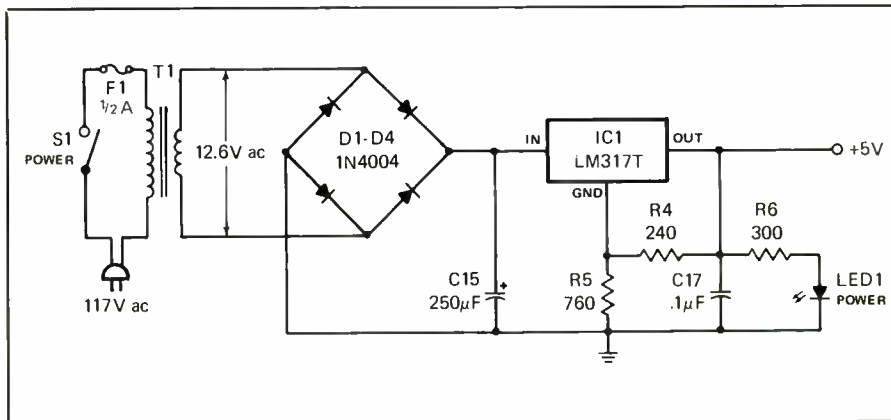 F1
½ A
T1
S1
POWER
117V ac
12.6V ac
D1-D4
1N4004
C15
250µF
+
IN
IC1
LM317T
OUT
GND
+5V
R4
240
R6
300
R5
760
C17
.1µF
LED1
POWER